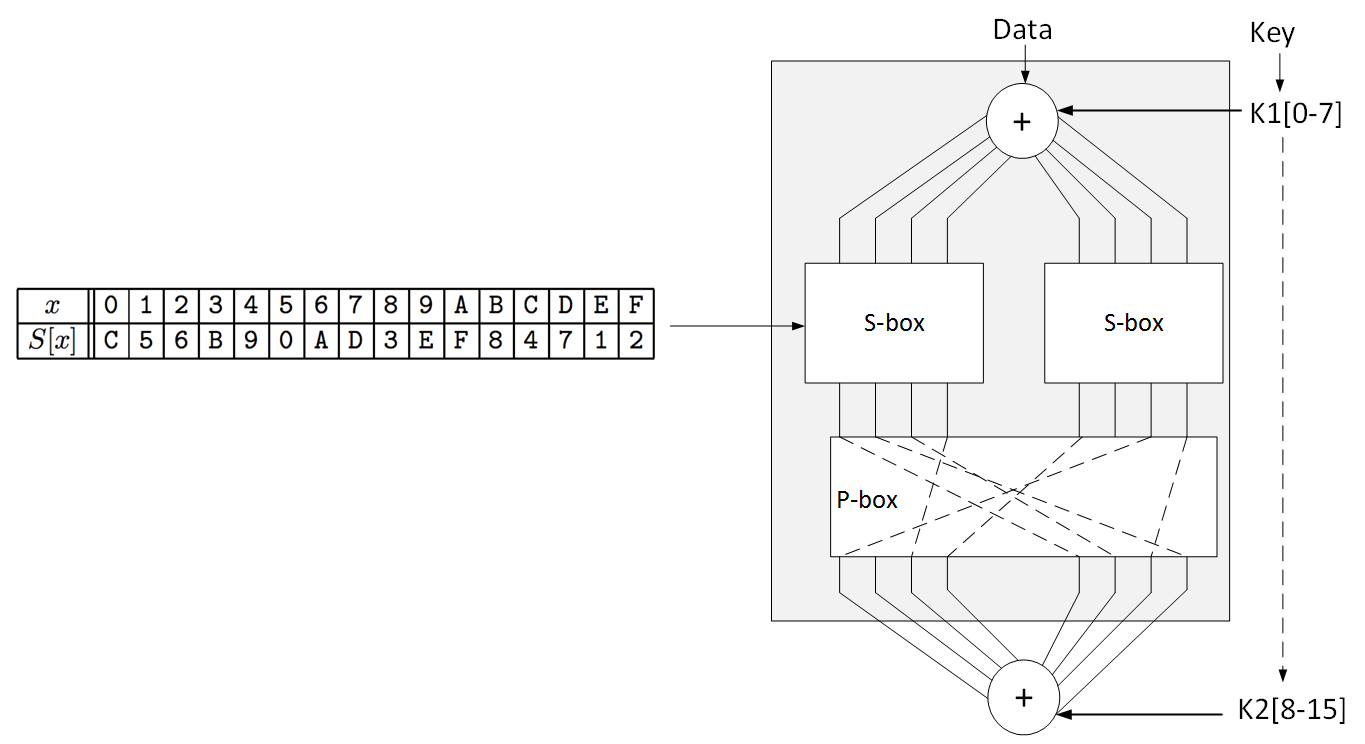 Data
Key
+
K1[0-7]
x 0 1 2 3 4 5 6 7 8 9 A B C D E F
S[x] C 5 6 B 9 0 A D 3 E F 8 4 7 1 2
S-box
S-box
P-box
+
K2[8-15]